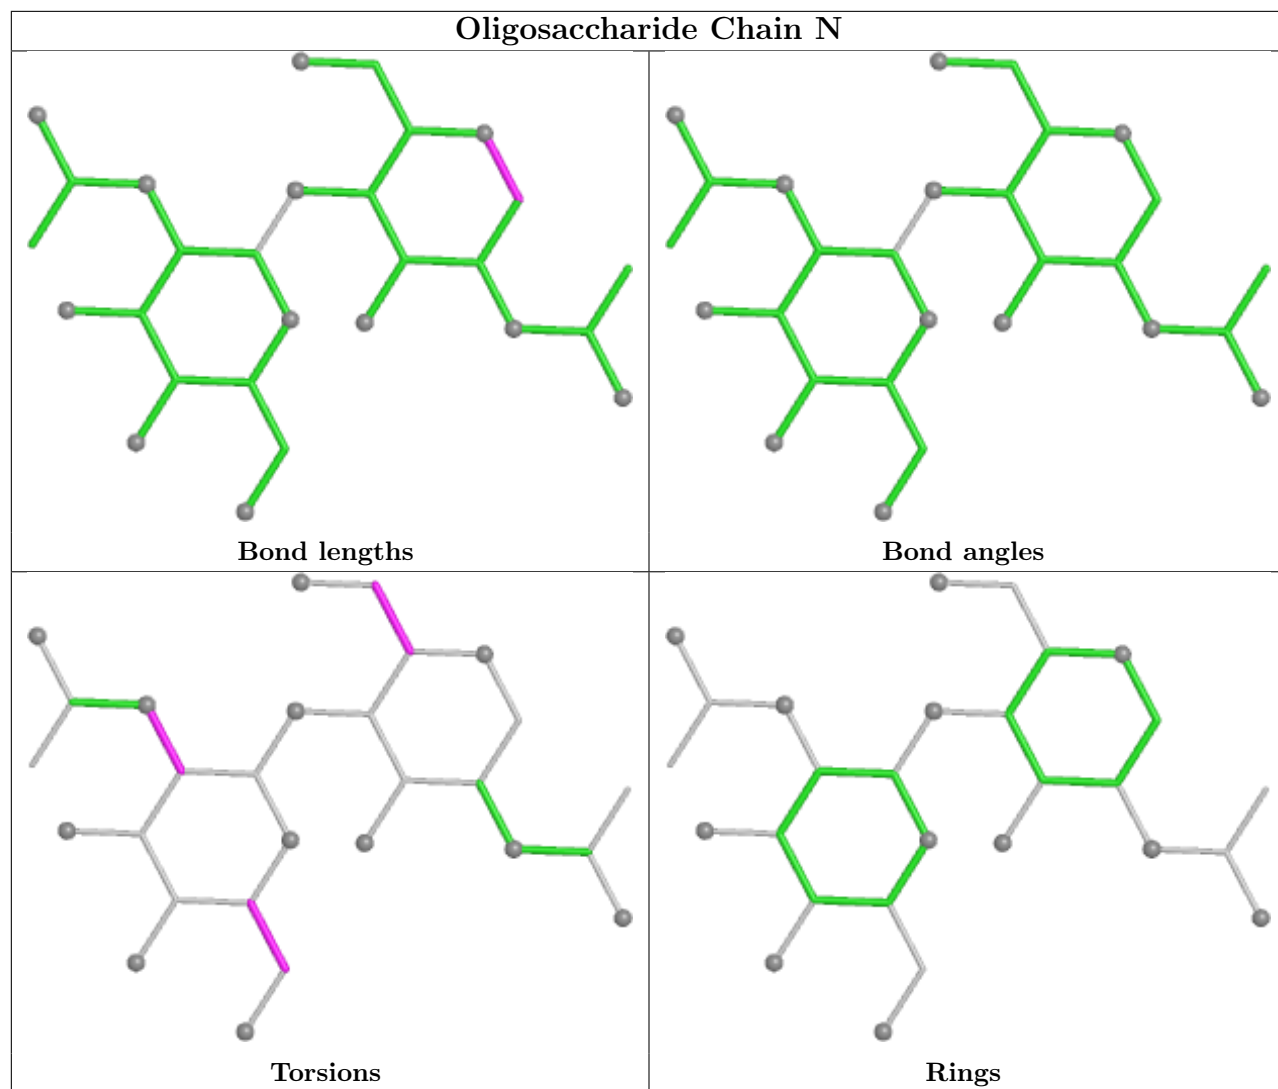 Oligosaccharide Chain N
Bond lengths
Bond angles
Torsions
Rings